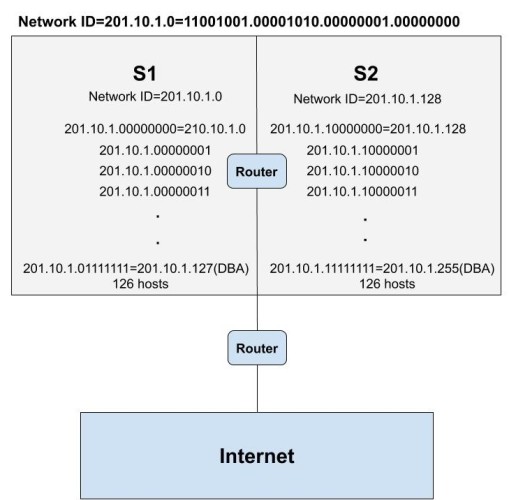 Network ID=201.10.1.0=11001001.00001010.00000001.00000000
S1
Network ID=201.10.1.0
201.10.1.00000000=210.10.1.0
201.10.1.00000001
201.10.1.00000010
201.10.1.00000011
.
.
201.10.1.01111111=201.10.1.127(DBA)
126 hosts
S2
Network ID=201.10.1.128
201.10.1.10000000=201.10.1.128
201.10.1.10000001
201.10.1.10000010
201.10.1.10000011
.
.
201.10.1.11111111=201.10.1.255(DBA)
126 hosts
Router
Router
Internet